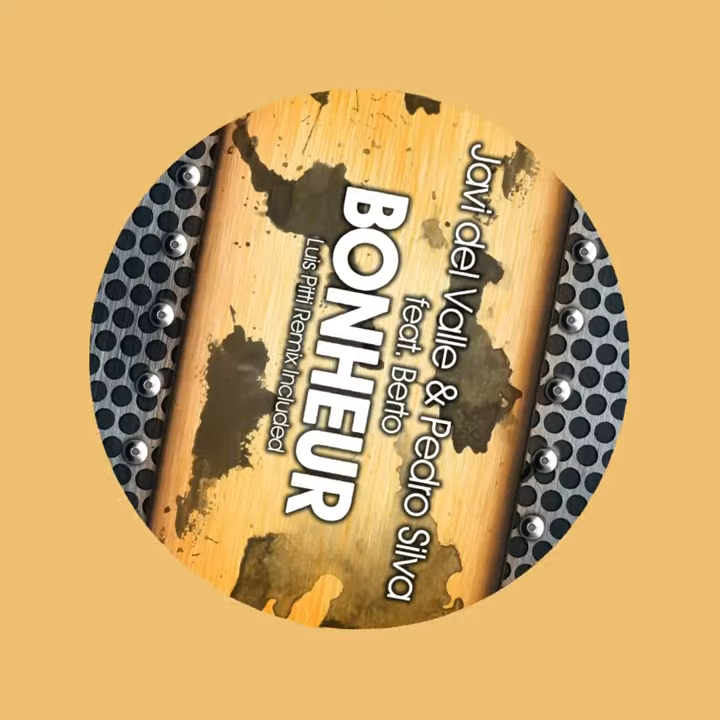 Javi del Valle & Pedro Silva
feat. Berto
BONHEUR
Luis Pitti Remix Included